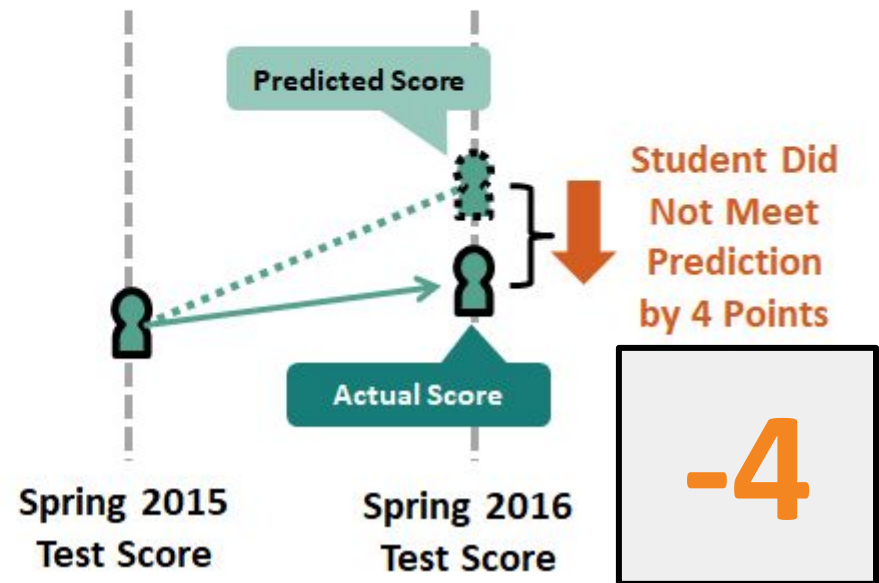 Predicted Score
Student Did
Not Meet
Prediction
by 4 Points
Actual Score
-4
Spring 2015
Test Score
Spring 2016
Test Score